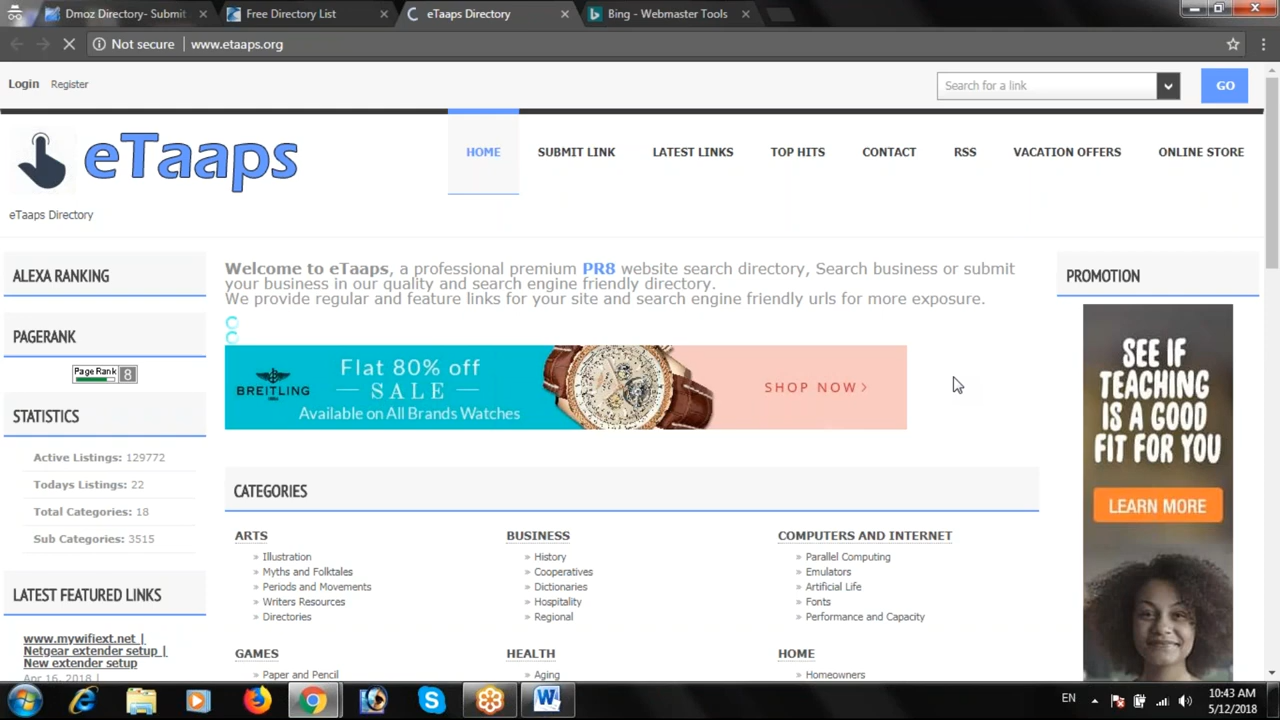 Dmoz Directory- Submit
Free Directory List
eTaaps Directory
Bing - Webmaster Tools
Not secure
www.etaaps.org
Login
Register
Search for a link
GO
eTaaps
HOME
SUBMIT LINK
LATEST LINKS
TOP HITS
CONTACT
RSS
VACATION OFFERS
ONLINE STORE
eTaaps Directory
ALEXA RANKING
PAGERANK
Page Rank 8
STATISTICS
Active Listings: 129772
Todays Listings: 22
Total Categories: 18
Sub Categories: 3515
LATEST FEATURED LINKS
www.mywifiext.net |
Netgear extender setup |
New extender setup
Apr 16, 2018 |
Welcome to eTaaps, a professional premium PR8 website search directory, Search business or submit
your business in our quality and search engine friendly directory.
We provide regular and feature links for your site and search engine friendly urls for more exposure.
BREITLING
Flat 80% off
SALE
Available on All Brands Watches
SHOP NOW
CATEGORIES
ARTS
» Illustration
» Myths and Folktales
» Periods and Movements
» Writers Resources
» Directories
BUSINESS
» History
» Cooperatives
» Dictionaries
» Hospitality
» Regional
COMPUTERS AND INTERNET
» Parallel Computing
» Emulators
» Artificial Life
» Fonts
» Performance and Capacity
GAMES
» Paper and Pencil
HEALTH
» Aging
HOME
» Homeowners
PROMOTION
SEE IF
TEACHING
IS A GOOD
FIT FOR YOU
LEARN MORE
EN
10:43 AM
5/12/2018